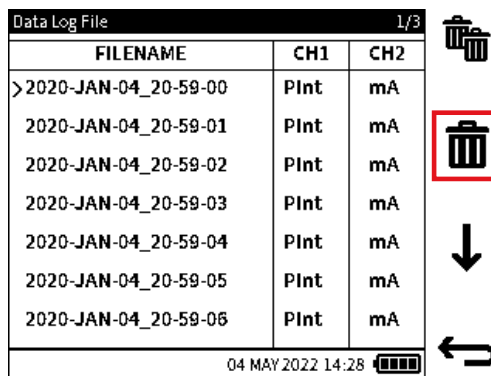 Data Log File 1/3
FILENAME CH1 CH2
>2020-JAN-04_20-59-00 PInt mA
2020-JAN-04_20-59-01 PInt mA
2020-JAN-04_20-59-02 PInt mA
2020-JAN-04_20-59-03 PInt mA
2020-JAN-04_20-59-04 PInt mA
2020-JAN-04_20-59-05 PInt mA
2020-JAN-04_20-59-06 PInt mA
04 MAY 2022 14:28